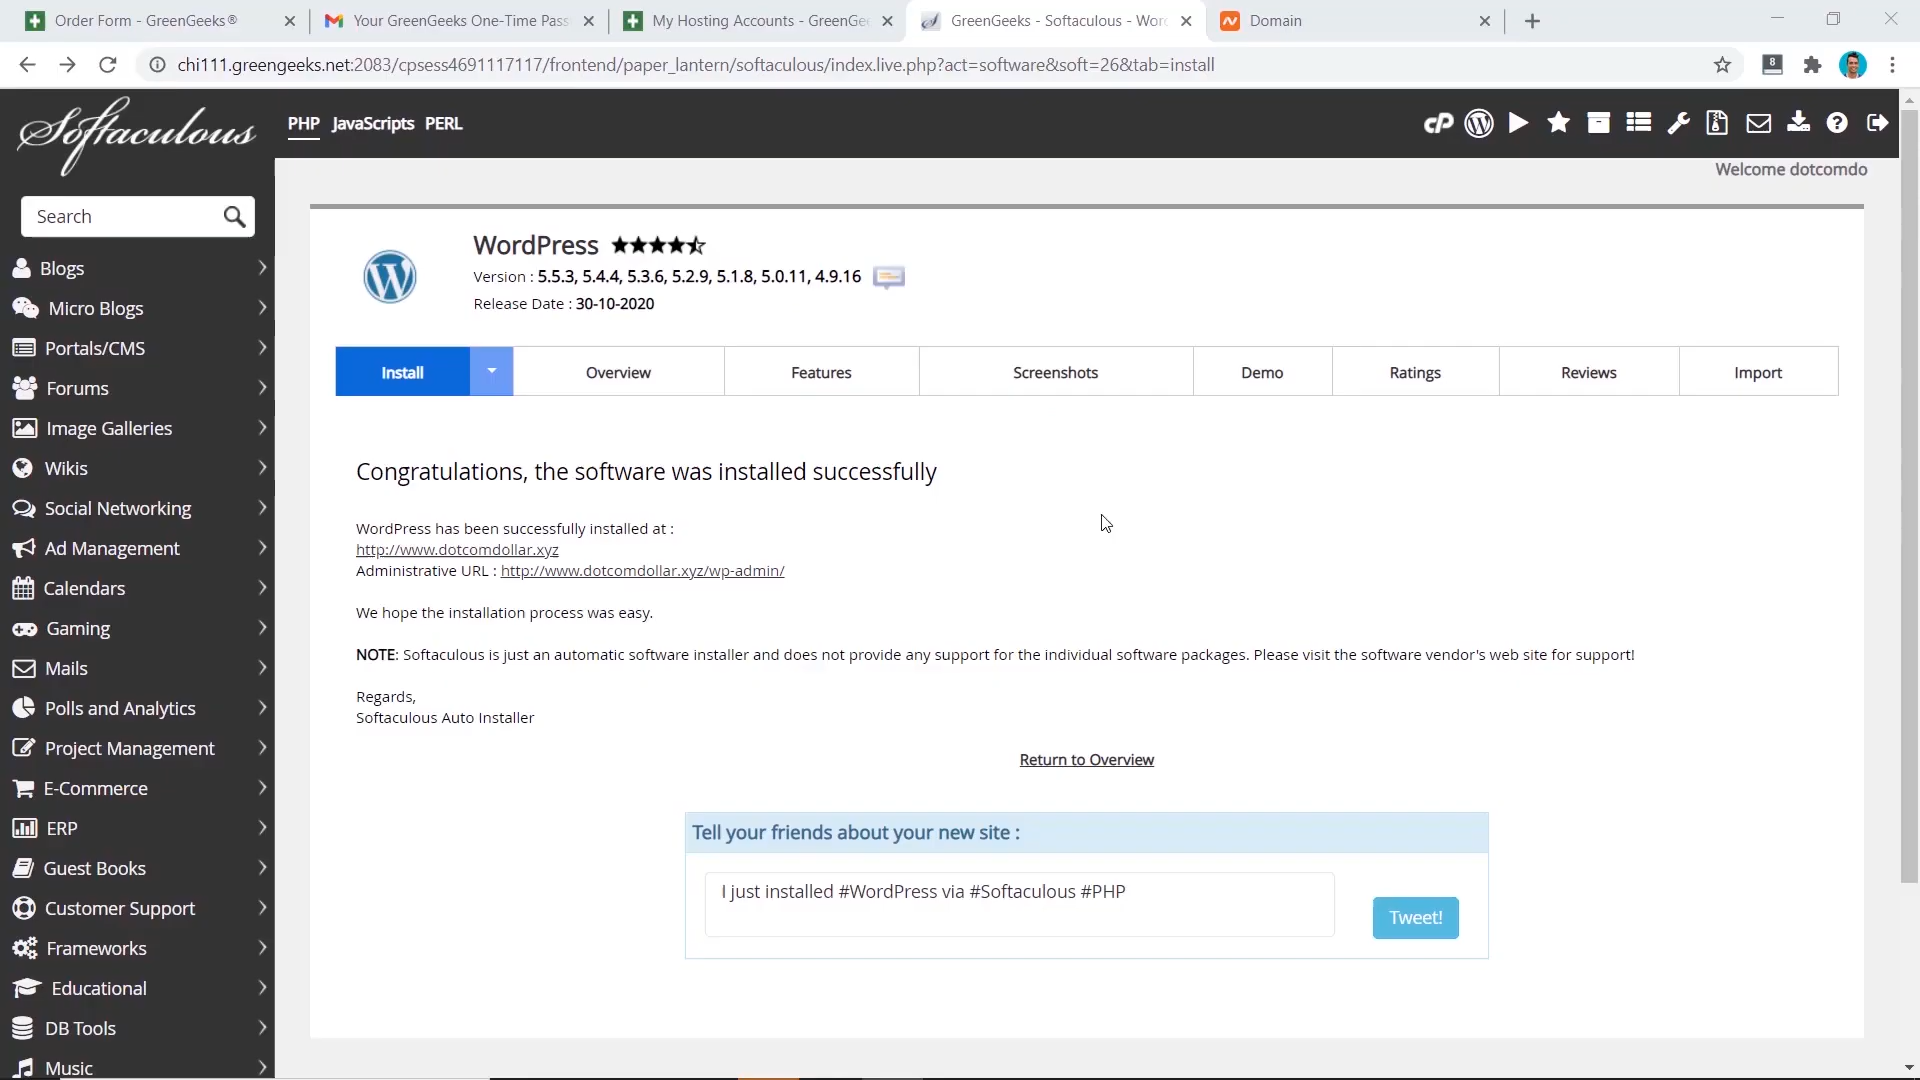 Order Form - GreenGeeks®
Your GreenGeeks One-Time Pass
My Hosting Accounts - GreenGee
GreenGeeks - Softaculous - Wor
Domain
chi111.greengeeks.net:2083/cpsess4691117117/frontend/paper_lantern/softaculous/index.live.php?act=software&soft=26&tab=install
8
Softaculous
PHP JavaScripts PERL
cP
Welcome dotcomdo
Search
Blogs
Micro Blogs
Portals/CMS
Forums
Image Galleries
Wikis
Social Networking
Ad Management
Calendars
Gaming
Mails
Polls and Analytics
Project Management
E-Commerce
ERP
Guest Books
Customer Support
Frameworks
Educational
DB Tools
Music
WordPress
Version : 5.5.3, 5.4.4, 5.3.6, 5.2.9, 5.1.8, 5.0.11, 4.9.16
Release Date : 30-10-2020
Install
Overview
Features
Screenshots
Demo
Ratings
Reviews
Import
Congratulations, the software was installed successfully
WordPress has been successfully installed at :
http://www.dotcomdollar.xyz
Administrative URL : http://www.dotcomdollar.xyz/wp-admin/
We hope the installation process was easy.
NOTE: Softaculous is just an automatic software installer and does not provide any support for the individual software packages. Please visit the software vendor's web site for support!
Regards,
Softaculous Auto Installer
Return to Overview
Tell your friends about your new site :
I just installed #WordPress via #Softaculous #PHP
Tweet!